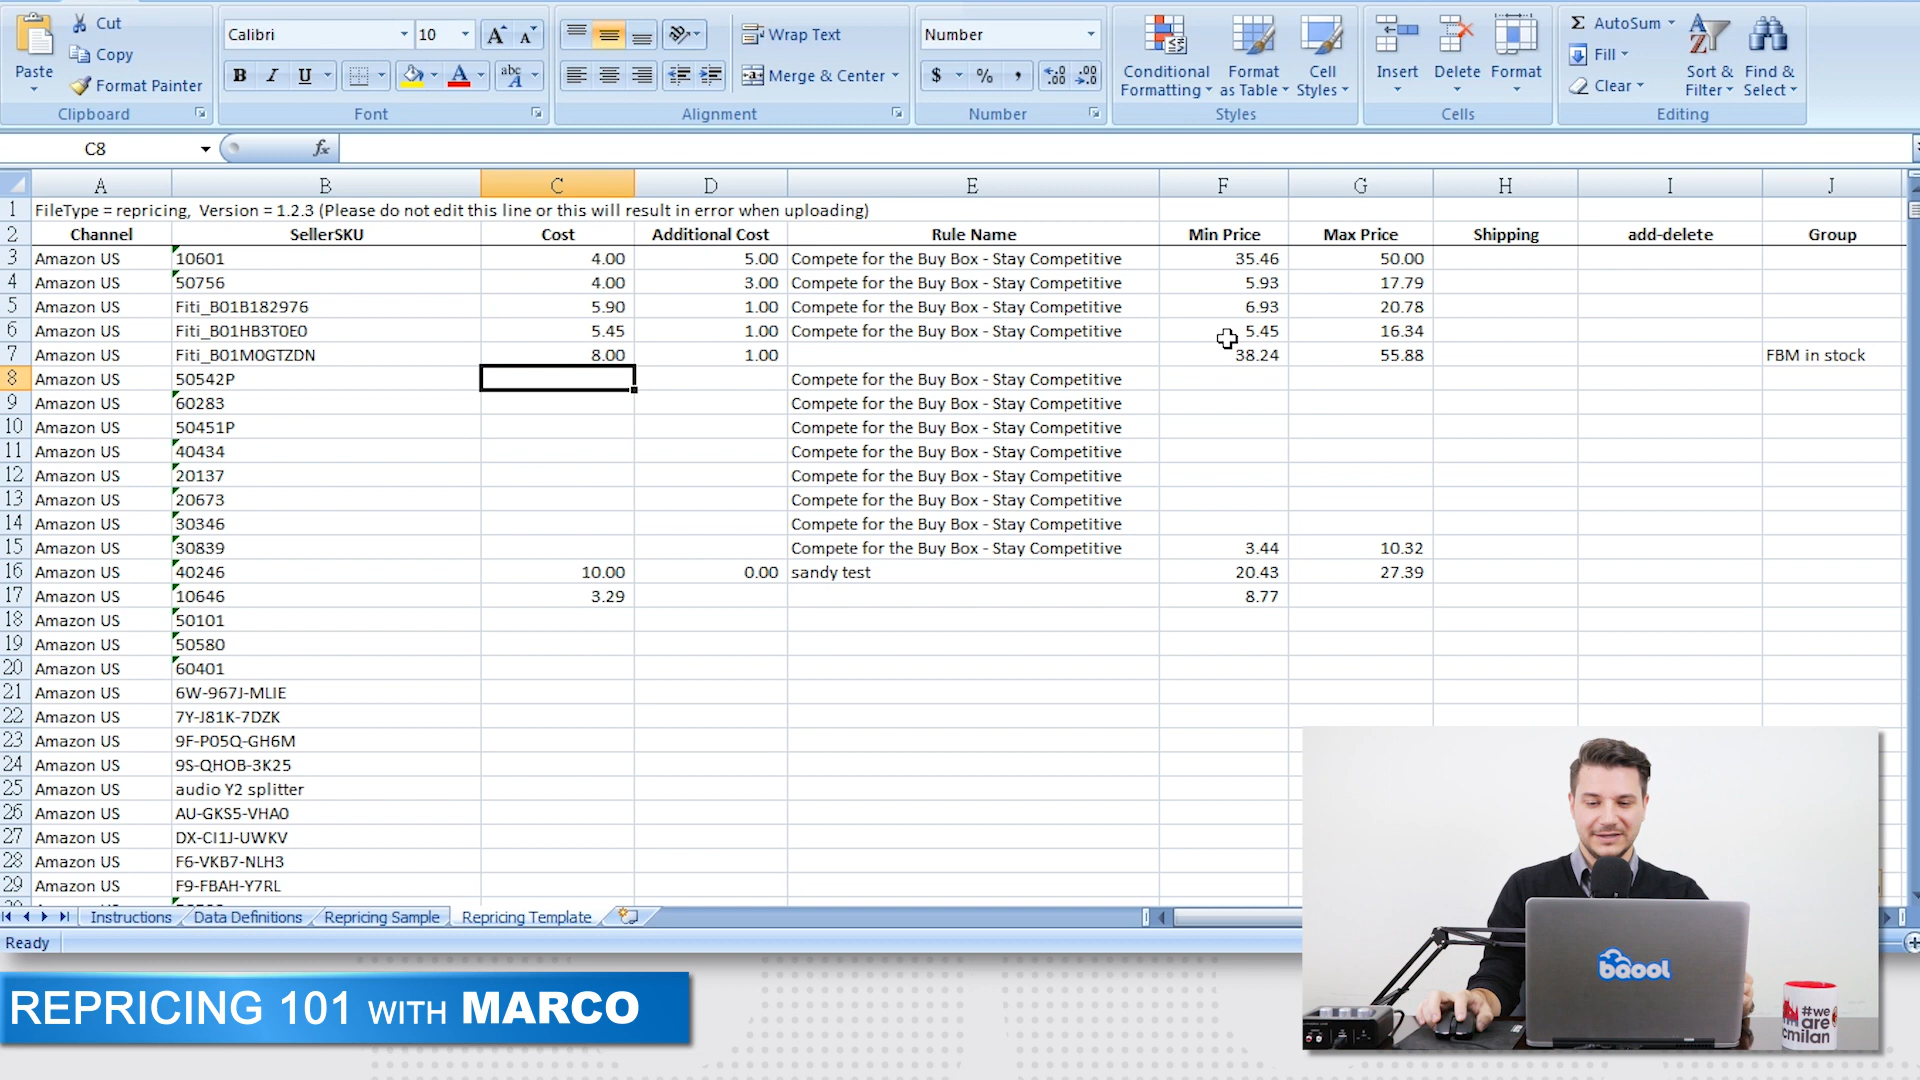 Cut
Calibri
10
A A
Wrap Text
Number
AutoSum
Copy
Fill
Paste
Format Painter
B I U
A
abc
Merge & Center
$ % ,
.00
Conditional Formatting
Format as Table
Cell Styles
Insert
Delete
Format
Clear
Sort & Filter
Find & Select
Clipboard
Font
Alignment
Number
Styles
Cells
Editing
C8
fx
A B C D E F G H I J
1 FileType = repricing, Version = 1.2.3 (Please do not edit this line or this will result in error when uploading)
2 Channel SellerSKU Cost Additional Cost Rule Name Min Price Max Price Shipping add-delete Group
3 Amazon US 10601 4.00 5.00 Compete for the Buy Box - Stay Competitive 35.46 50.00
4 Amazon US 50756 4.00 3.00 Compete for the Buy Box - Stay Competitive 5.93 17.79
5 Amazon US Fiti_B01B182976 5.90 1.00 Compete for the Buy Box - Stay Competitive 6.93 20.78
6 Amazon US Fiti_B01HB3T0E0 5.45 1.00 Compete for the Buy Box - Stay Competitive 5.45 16.34
7 Amazon US Fiti_B01M0GTZDN 8.00 1.00 38.24 55.88 FBM in stock
8 Amazon US 50542P Compete for the Buy Box - Stay Competitive
9 Amazon US 60283 Compete for the Buy Box - Stay Competitive
10 Amazon US 50451P Compete for the Buy Box - Stay Competitive
11 Amazon US 40434 Compete for the Buy Box - Stay Competitive
12 Amazon US 20137 Compete for the Buy Box - Stay Competitive
13 Amazon US 20673 Compete for the Buy Box - Stay Competitive
14 Amazon US 30346 Compete for the Buy Box - Stay Competitive
15 Amazon US 30839 Compete for the Buy Box - Stay Competitive 3.44 10.32
16 Amazon US 40246 10.00 0.00 sandy test 20.43 27.39
17 Amazon US 10646 3.29 8.77
18 Amazon US 50101
19 Amazon US 50580
20 Amazon US 60401
21 Amazon US 6W-967J-MLIE
22 Amazon US 7Y-J81K-7DZK
23 Amazon US 9F-P05Q-GH6M
24 Amazon US 9S-QHOB-3K25
25 Amazon US audio Y2 splitter
26 Amazon US AU-GKS5-VHA0
27 Amazon US DX-CI1J-UWKV
28 Amazon US F6-VKB7-NLH3
29 Amazon US F9-FBAH-Y7RL
Instructions Data Definitions Repricing Sample Repricing Template
Ready
bqool
#we
are
cmilan
REPRICING 101 WITH MARCO